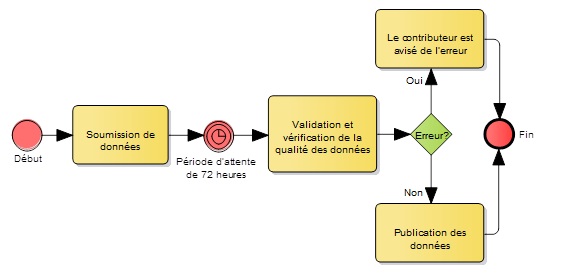 Début
Soumission de
données
Période d'attente
de 72 heures
Validation et
vérification de la
qualité des données
Erreur?
Oui
Le contributeur est
avisé de l'erreur
Non
Publication des
données
Fin